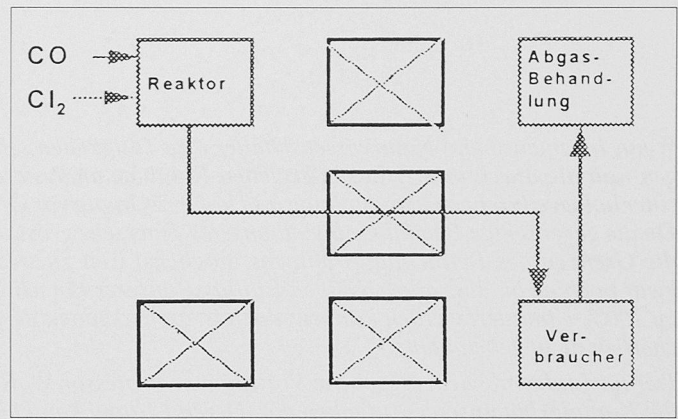 CO
Cl₂
Reaktor
Abgas-
Behand-
lung
Ver-
braucher